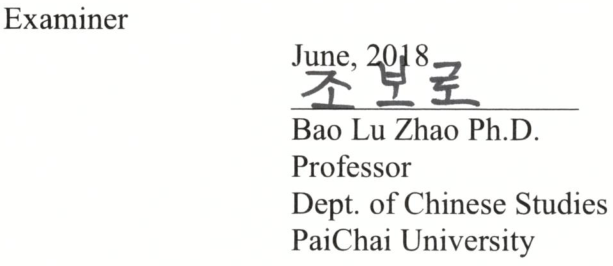 Examiner
June, 2018
조 보 로
Bao Lu Zhao Ph.D.
Professor
Dept. of Chinese Studies
PaiChai University